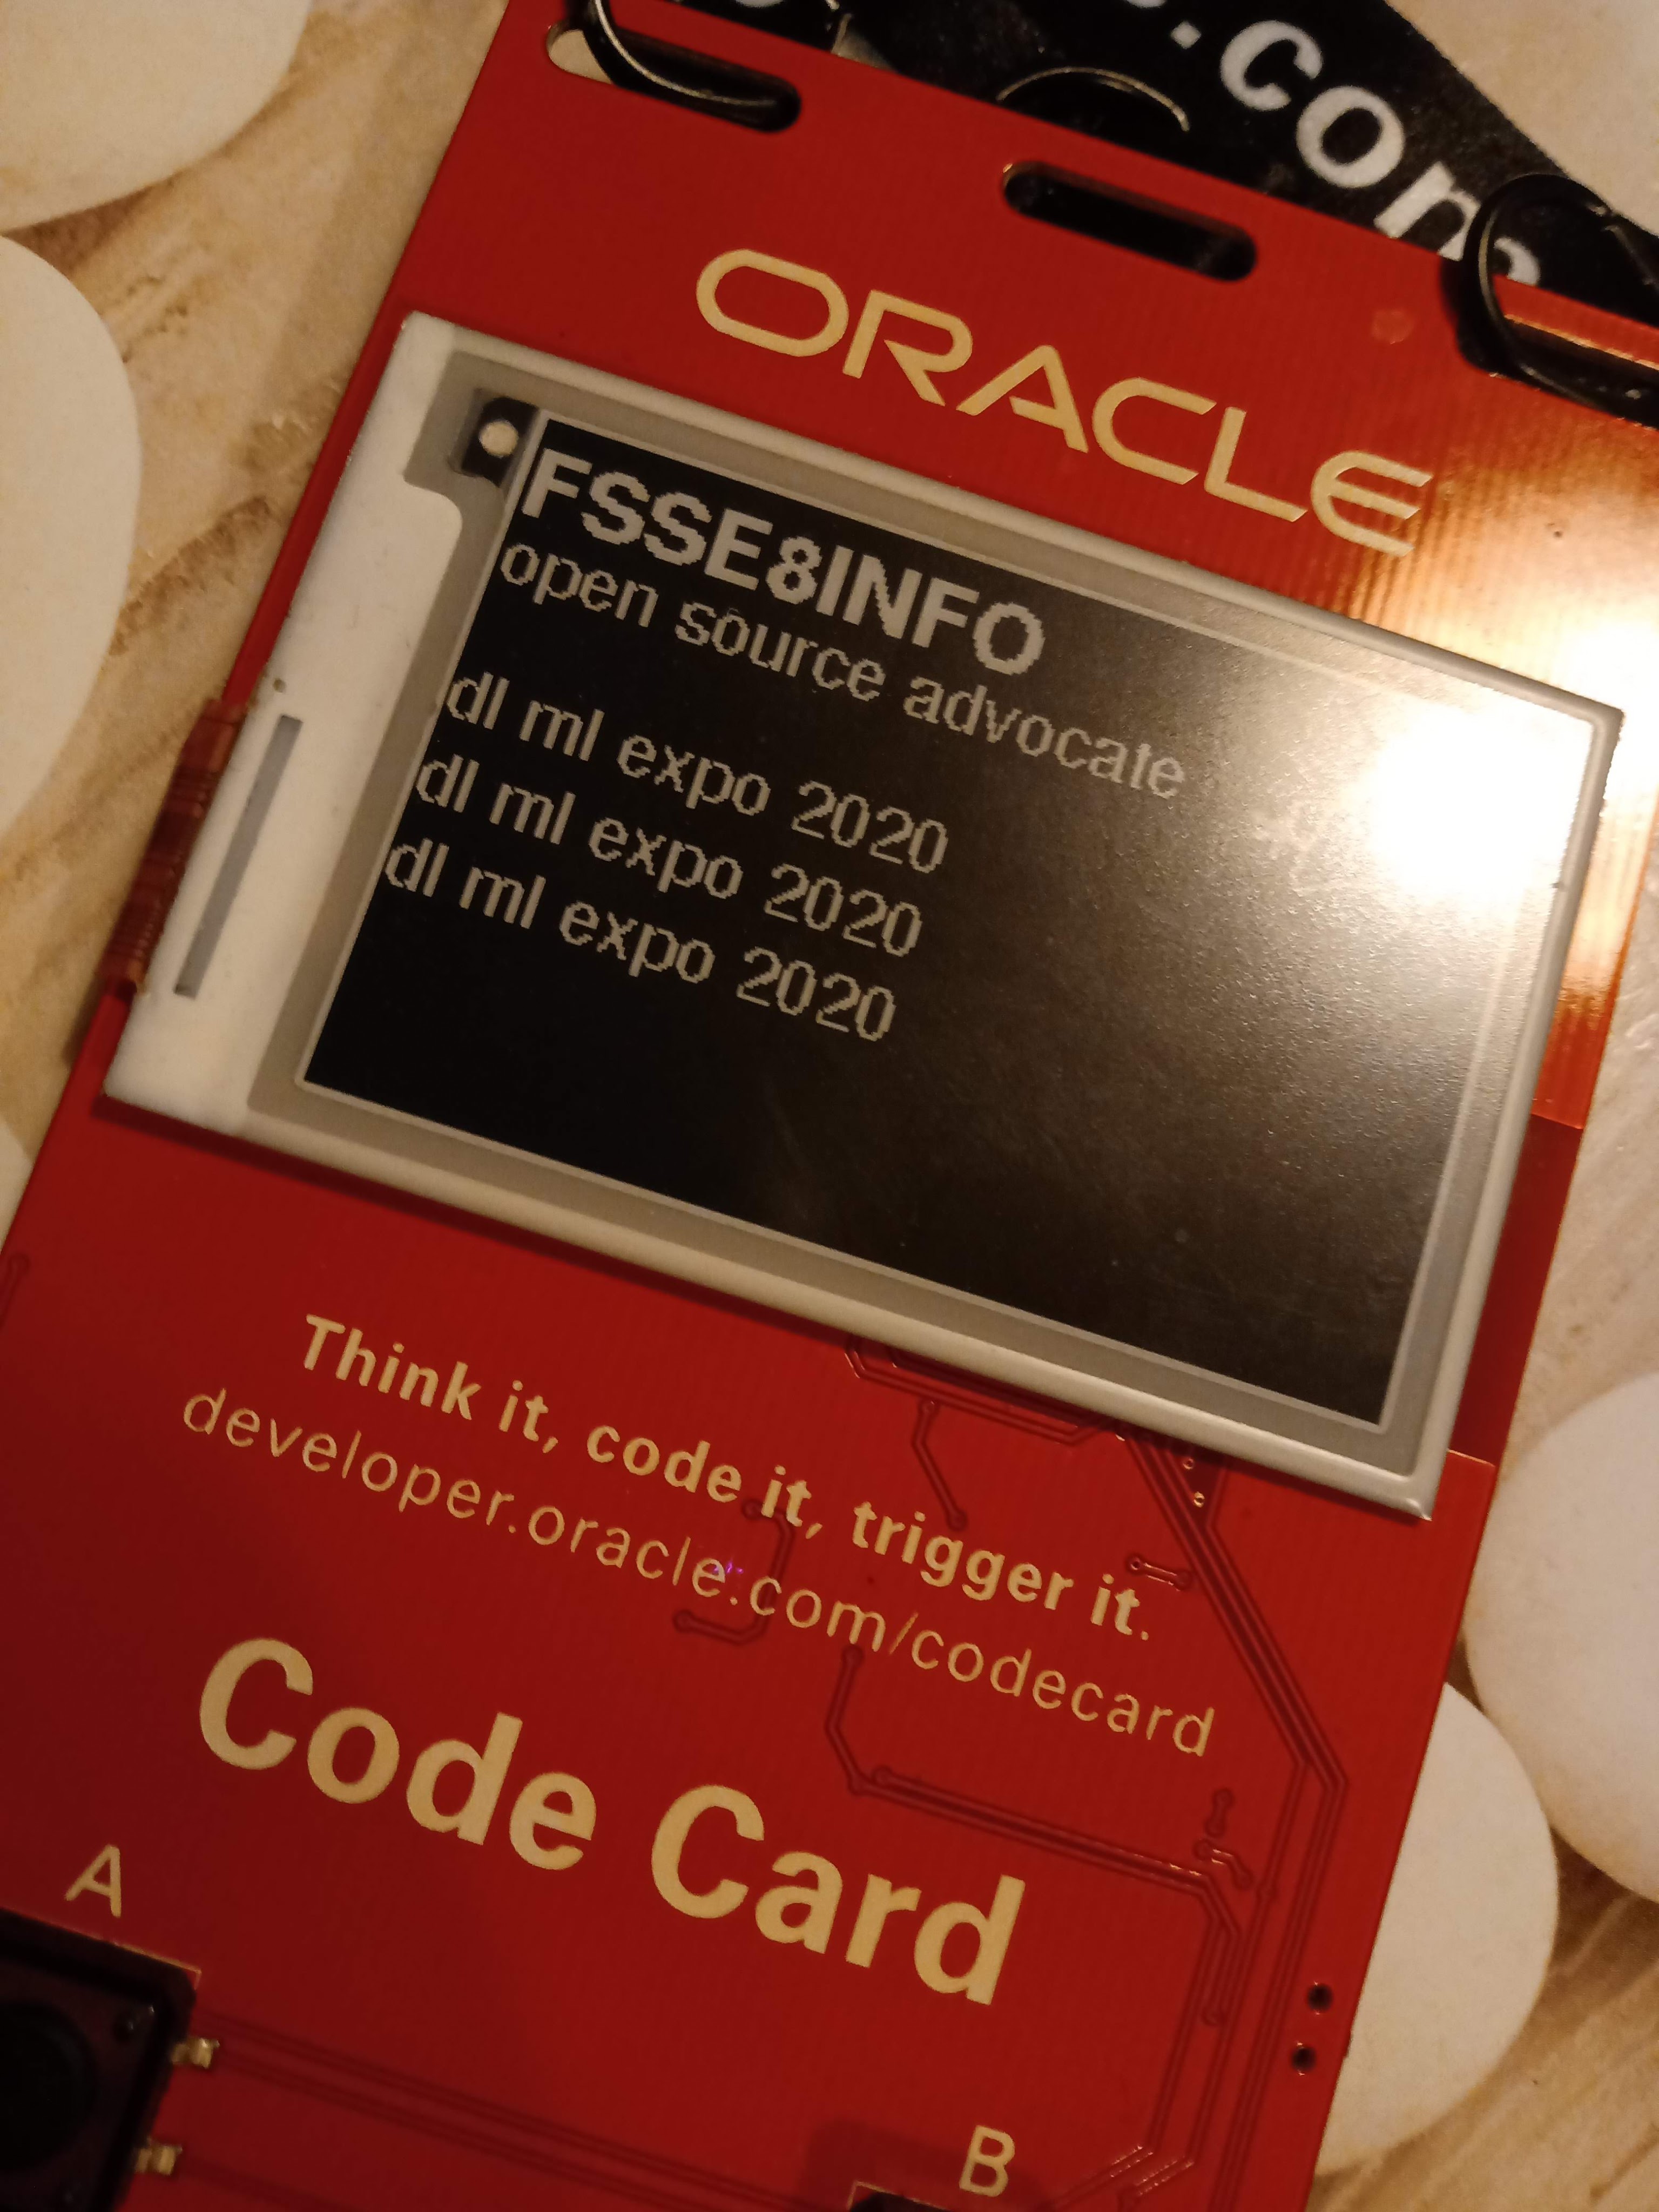 .com
ORACLE
FSSE8INFO
open source advocate
dl ml expo 2020
dl ml expo 2020
dl ml expo 2020
Think it, code it, trigger it.
developer.oracle.com/codecard
Code Card
A
B